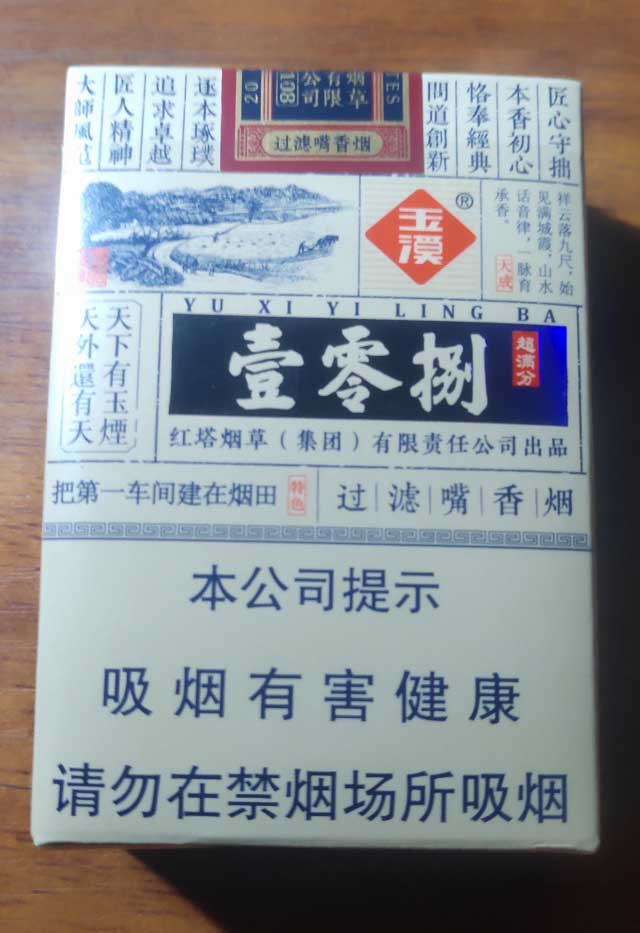 大師風范
匠人精神
追求卓越
逐本琢璞
20
108
公司
有限
烟草
TES
过滤嘴香烟
問道創新
恪奉經典
本香初心
匠心守拙
玉溪®
祥云落九尺，始
见满城霞，山水
话音律，一脉育
承香。
大成
天下有玉煙
天外還有天
YU XI YI LING BA
壹零捌
超满分
红塔烟草（集团）有限责任公司出品
把第一车间建在烟田
特色
过|滤|嘴|香|烟
本公司提示
吸烟有害健康
请勿在禁烟场所吸烟